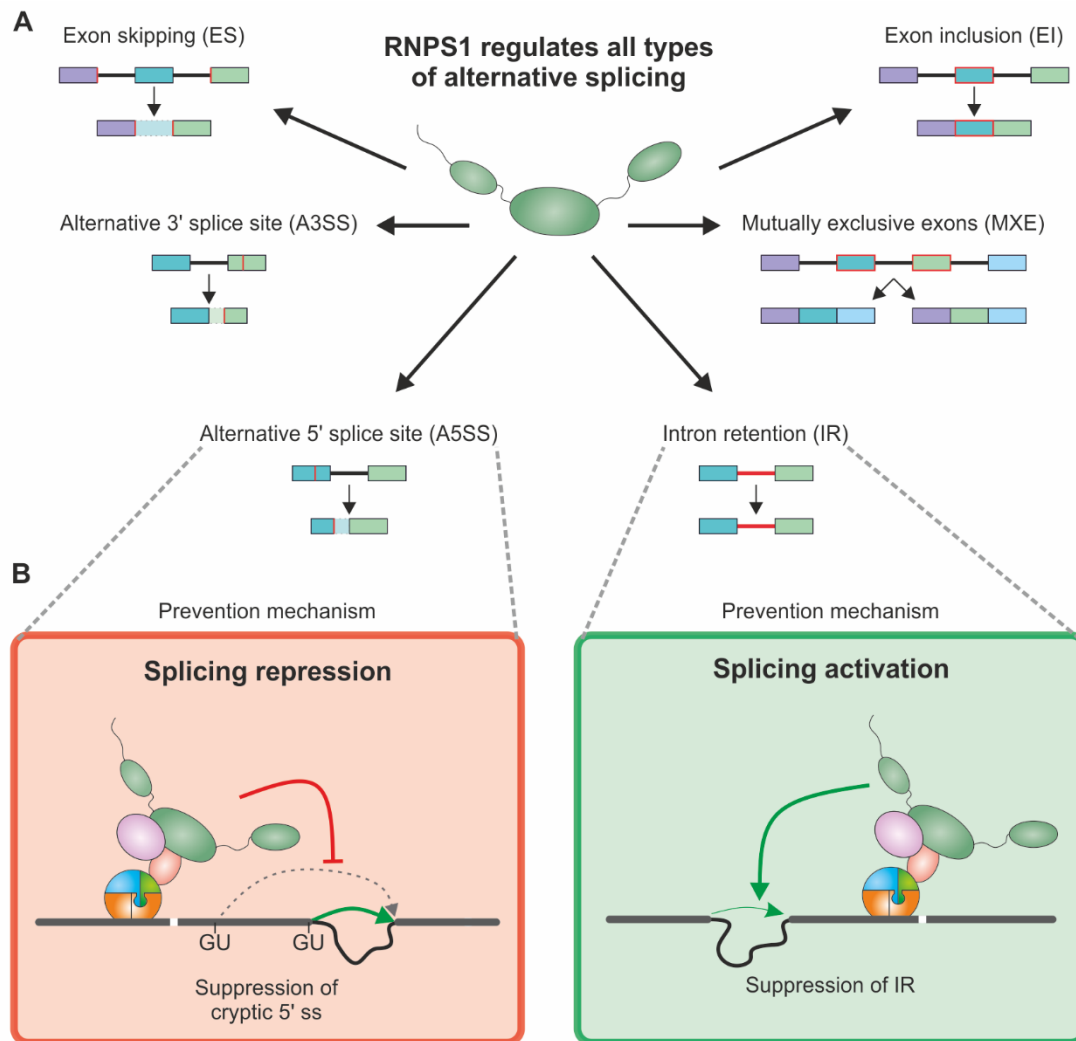 A
Exon skipping (ES)
RNPS1 regulates all types
of alternative splicing
Exon inclusion (EI)
Alternative 3' splice site (A3SS)
Mutually exclusive exons (MXE)
Alternative 5' splice site (A5SS)
Intron retention (IR)
B
Prevention mechanism
Splicing repression
GU
GU
Suppression of
cryptic 5' ss
Prevention mechanism
Splicing activation
Suppression of IR